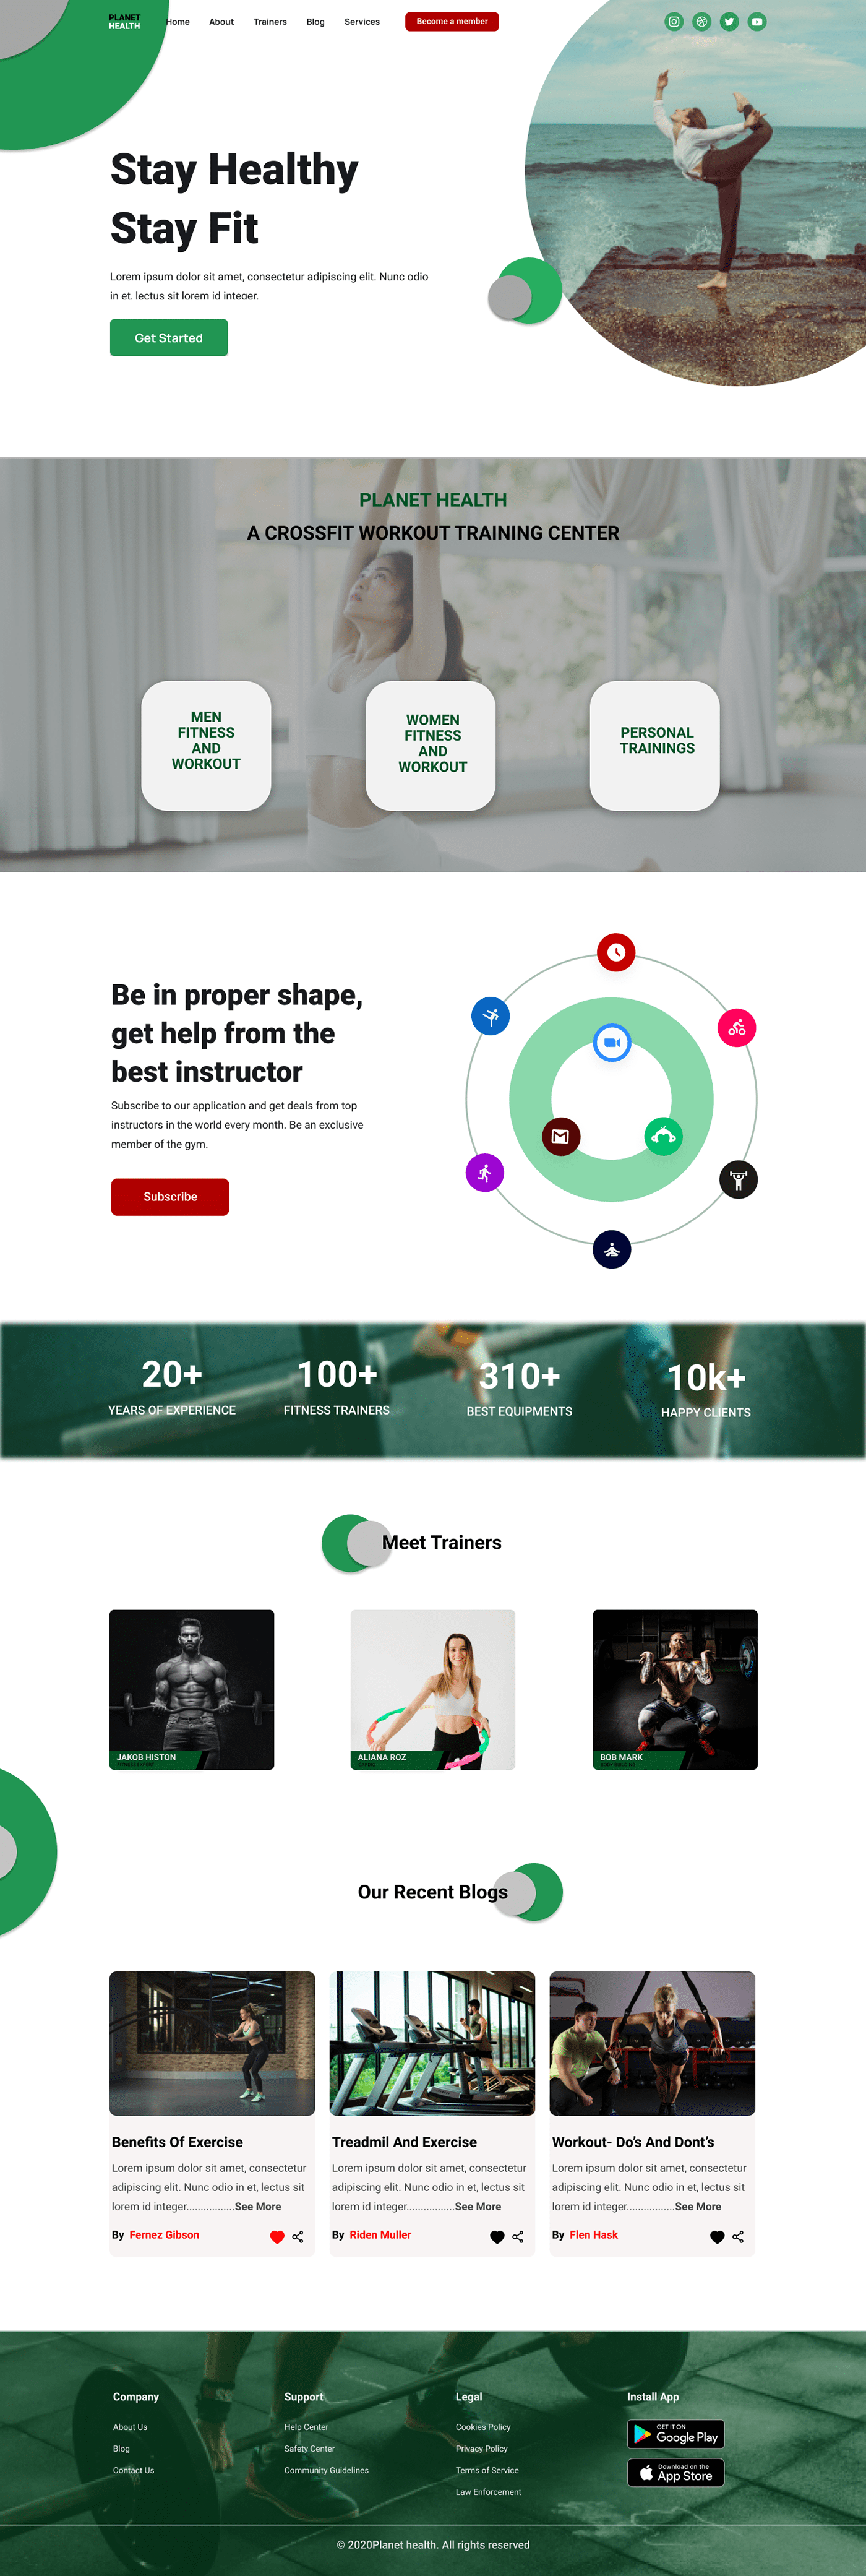 PLANET
HEALTH
Home
About
Trainers
Blog
Services
Become a member
Stay Healthy
Stay Fit
Lorem ipsum dolor sit amet, consectetur adipiscing elit. Nunc odio
in et, lectus sit lorem id integer.
Get Started
PLANET HEALTH
A CROSSFIT WORKOUT TRAINING CENTER
MEN
FITNESS
AND
WORKOUT
WOMEN
FITNESS
AND
WORKOUT
PERSONAL
TRAININGS
Be in proper shape,
get help from the
best instructor
Subscribe to our application and get deals from top
instructors in the world every month. Be an exclusive
member of the gym.
Subscribe
20+
YEARS OF EXPERIENCE
100+
FITNESS TRAINERS
310+
BEST EQUIPMENTS
10k+
HAPPY CLIENTS
Meet Trainers
JAKOB HISTON
ALIANA ROZ
BOB MARK
Our Recent Blogs
Benefits Of Exercise
Lorem ipsum dolor sit amet, consectetur
adipiscing elit. Nunc odio in et, lectus sit
lorem id integer.................See More
By Fernez Gibson
Treadmil And Exercise
Lorem ipsum dolor sit amet, consectetur
adipiscing elit. Nunc odio in et, lectus sit
lorem id integer.................See More
By Riden Muller
Workout- Do's And Dont's
Lorem ipsum dolor sit amet, consectetur
adipiscing elit. Nunc odio in et, lectus sit
lorem id integer.................See More
By Flen Hask
Company
About Us
Blog
Contact Us
Support
Help Center
Safety Center
Community Guidelines
Legal
Cookies Policy
Privacy Policy
Terms of Service
Law Enforcement
Install App
GET IT ON
Google Play
Download on the
App Store
© 2020Planet health. All rights reserved